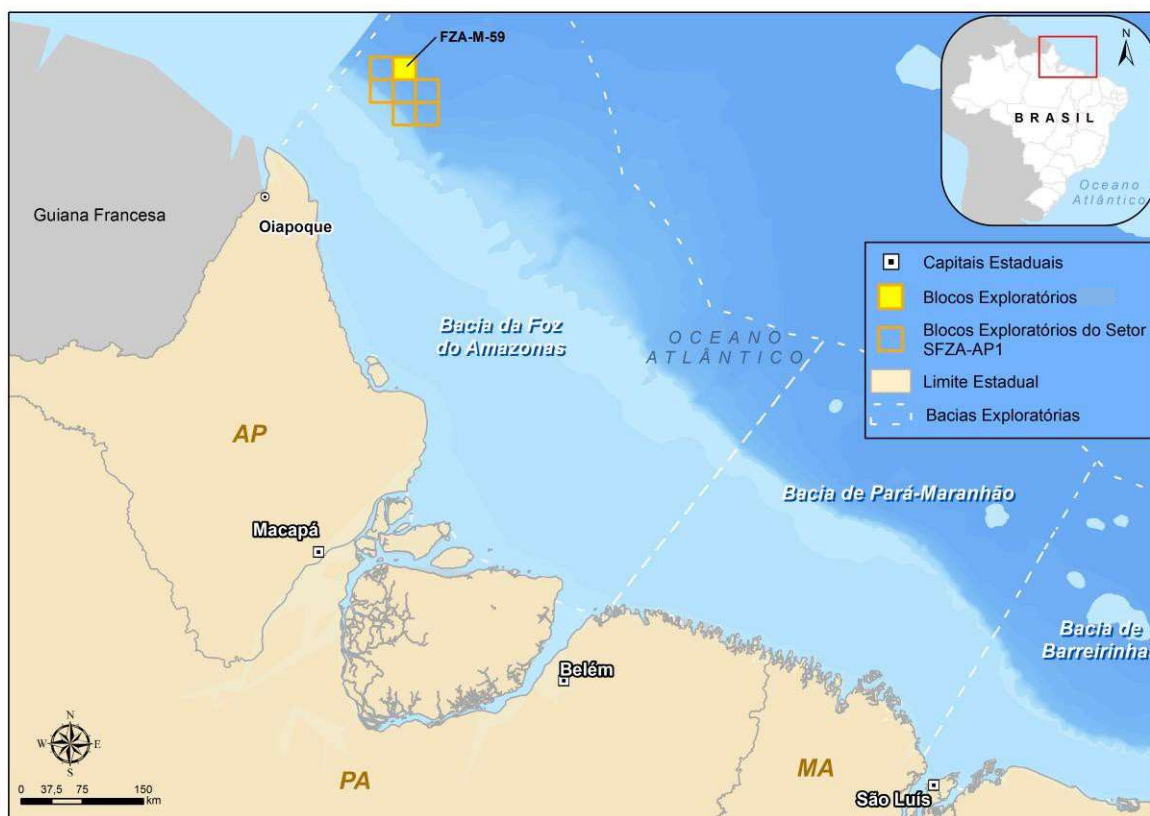 FZA-M-59
N
BRASIL
Oceano
Atlântico
Guiana Francesa
Oiapoque
Capitais Estaduais
Blocos Exploratórios
Blocos Exploratórios do Setor
SFZA-AP1
Limite Estadual
Bacias Exploratórias
Bacia da Foz
do Amazonas
OCEANO
ATLÂNTICO
AP
Bacia de Pará-Maranhão
Macapá
Bacia de
Barreirinha
Belém
N
W E
S
PA
MA
São Luís
0 37,5 75 150
km